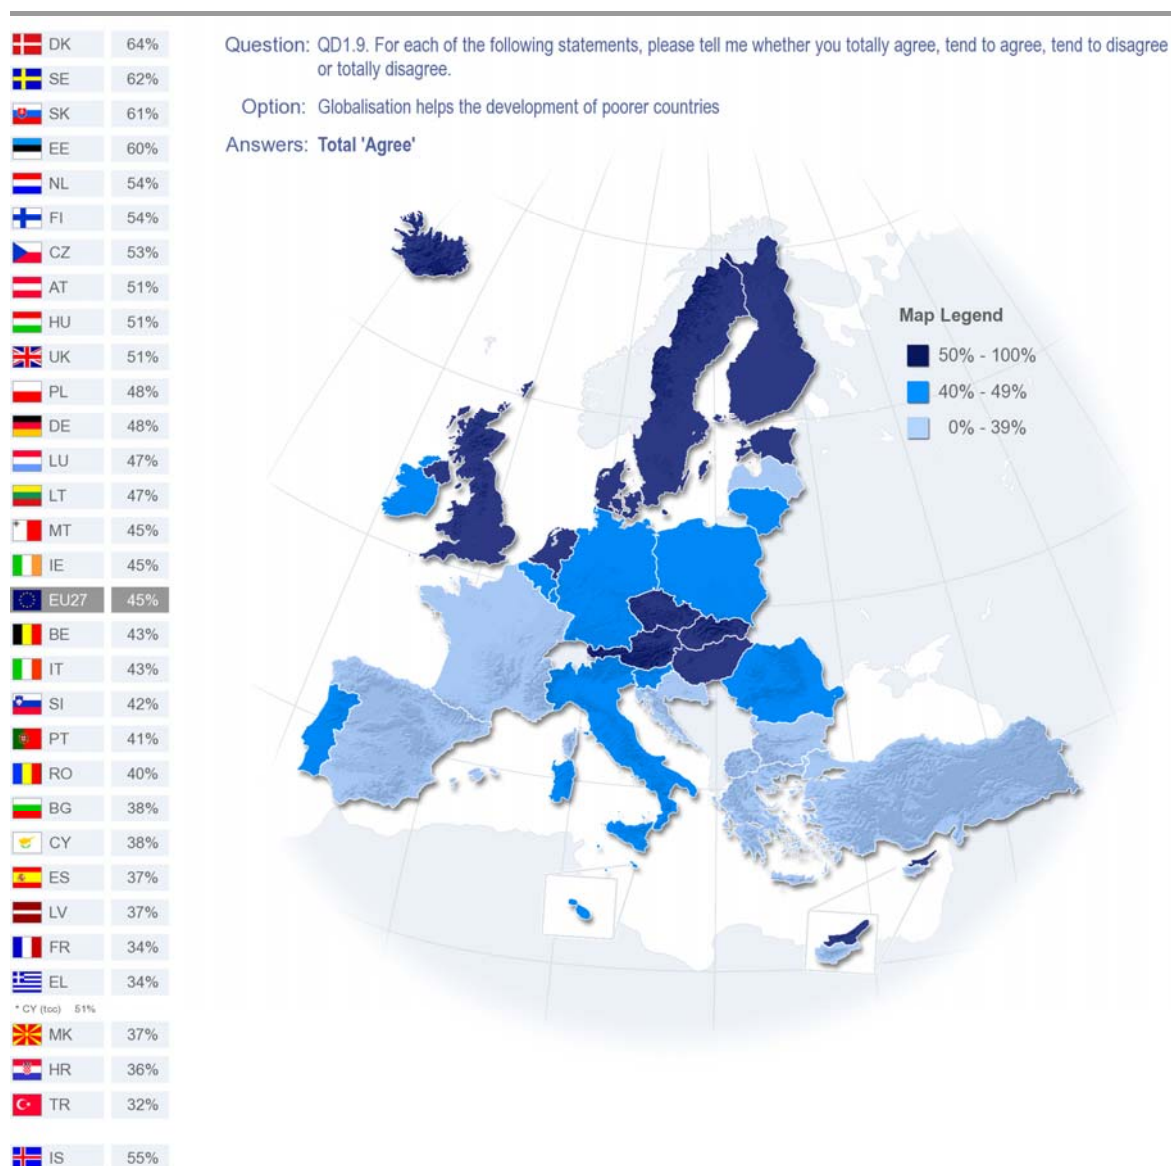 DK 64%
SE 62%
SK 61%
EE 60%
NL 54%
FI 54%
CZ 53%
AT 51%
HU 51%
UK 51%
PL 48%
DE 48%
LU 47%
LT 47%
MT 45%
IE 45%
EU27 45%
BE 43%
IT 43%
SI 42%
PT 41%
RO 40%
BG 38%
CY 38%
ES 37%
LV 37%
FR 34%
EL 34%
* CY (tcc) 51%
MK 37%
HR 36%
TR 32%
IS 55%
Question: QD1.9. For each of the following statements, please tell me whether you totally agree, tend to agree, tend to disagree
or totally disagree.
Option: Globalisation helps the development of poorer countries
Answers: Total 'Agree'
Map Legend
50% - 100%
40% - 49%
0% - 39%